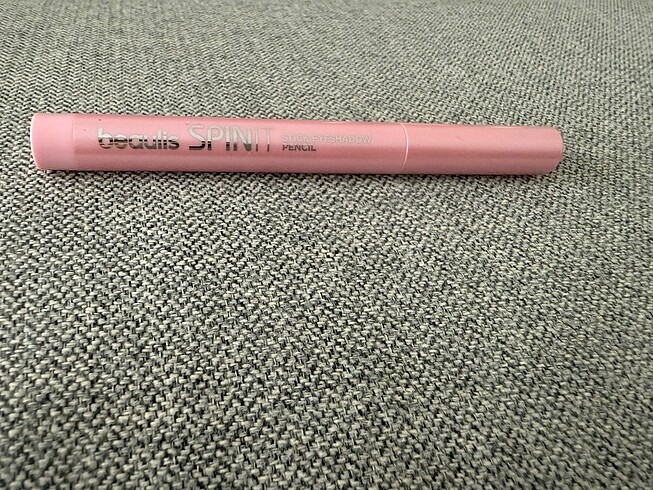 beaulis SPINIT STICK EYESHADOW
PENCIL